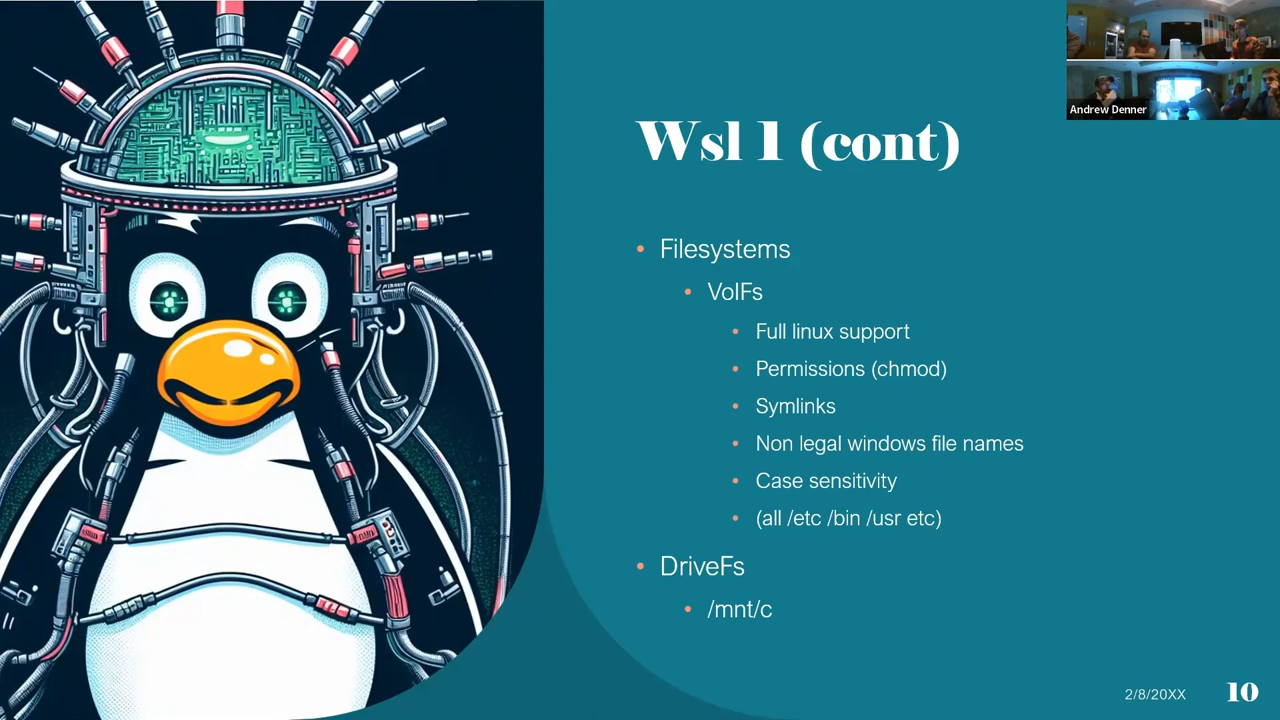 Andrew Denner
Wsl 1 (cont)
• Filesystems
• VolFs
• Full linux support
• Permissions (chmod)
• Symlinks
• Non legal windows file names
• Case sensitivity
• (all /etc /bin /usr etc)
• DriveFs
• /mnt/c
2/8/20XX
10